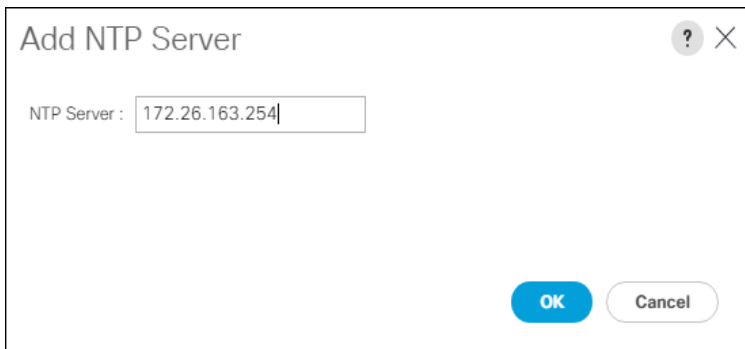 Add NTP Server
?
NTP Server : 172.26.163.254
OK Cancel